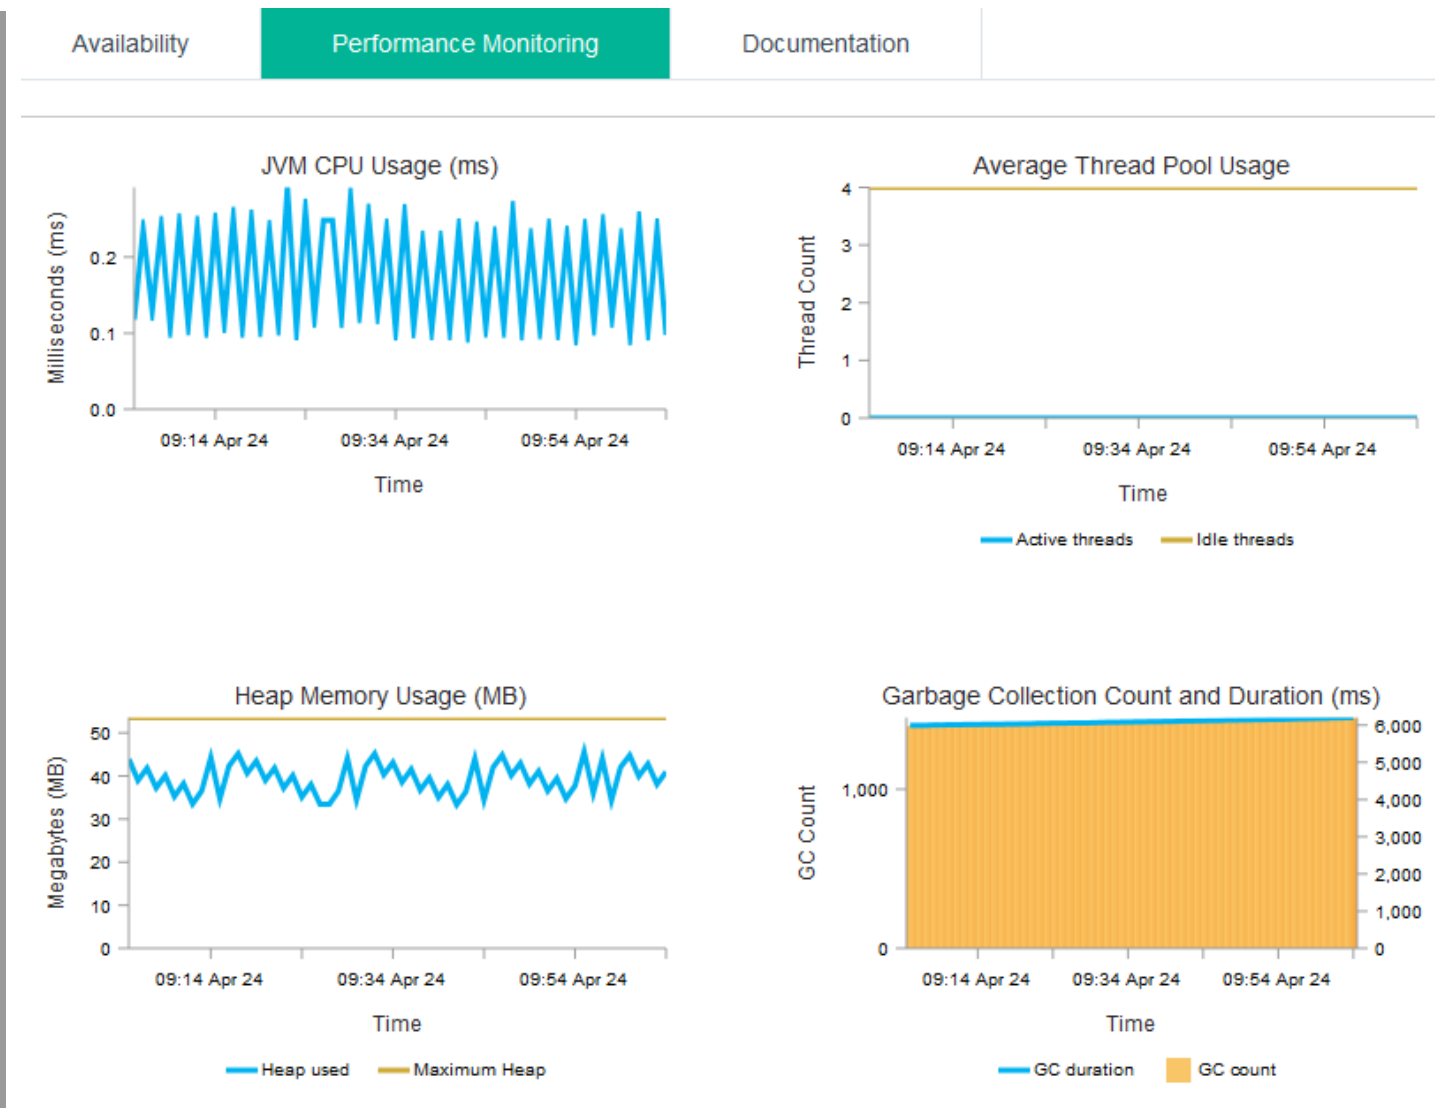 Availability
Performance Monitoring
Documentation
JVM CPU Usage (ms)
Milliseconds (ms)
0.2
0.1
0.0
09:14 Apr 24
09:34 Apr 24
09:54 Apr 24
Time
Average Thread Pool Usage
Thread Count
4
3
2
1
0
09:14 Apr 24
09:34 Apr 24
09:54 Apr 24
Time
Active threads
Idle threads
Heap Memory Usage (MB)
Megabytes (MB)
50
40
30
20
10
0
09:14 Apr 24
09:34 Apr 24
09:54 Apr 24
Time
Heap used
Maximum Heap
Garbage Collection Count and Duration (ms)
GC Count
1,000
0
6,000
5,000
4,000
3,000
2,000
1,000
0
09:14 Apr 24
09:34 Apr 24
09:54 Apr 24
Time
GC duration
GC count